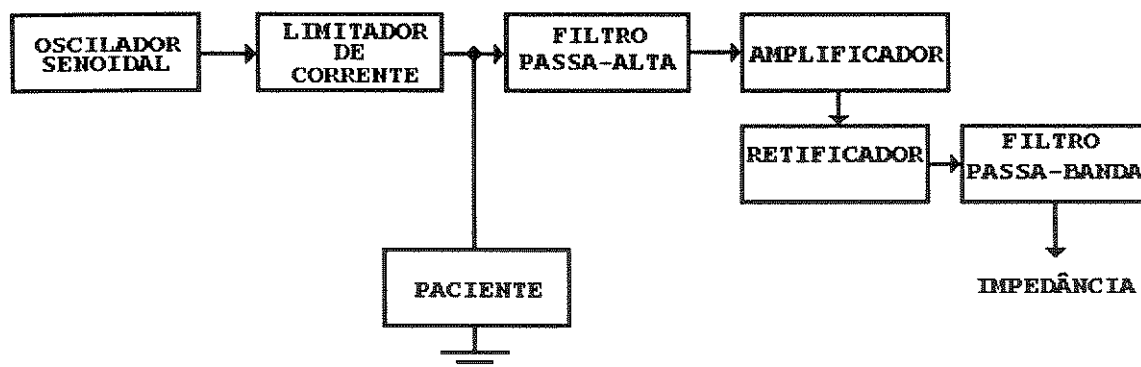 OSCILADOR
SENOIDAL
LIMITADOR
DE
CORRENTE
FILTRO
PASSA-ALTA
AMPLIFICADOR
RETIFICADOR
FILTRO
PASSA-BANDA
PACIENTE
IMPEDÂNCIA